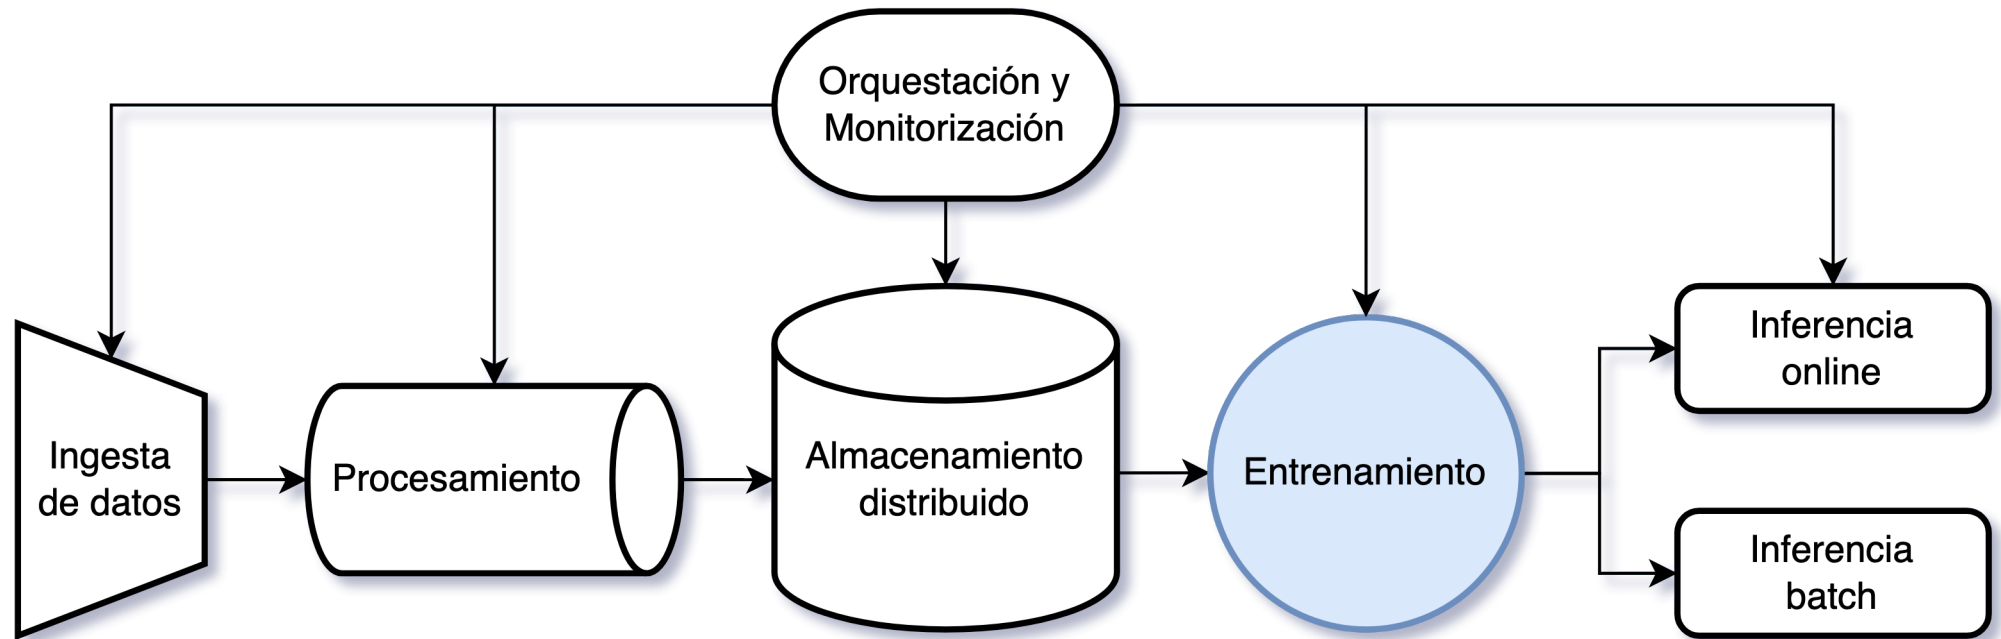 Orquestación y
Monitorización
Ingesta
de datos
Procesamiento
Almacenamiento
distribuido
Entrenamiento
Inferencia
online
Inferencia
batch